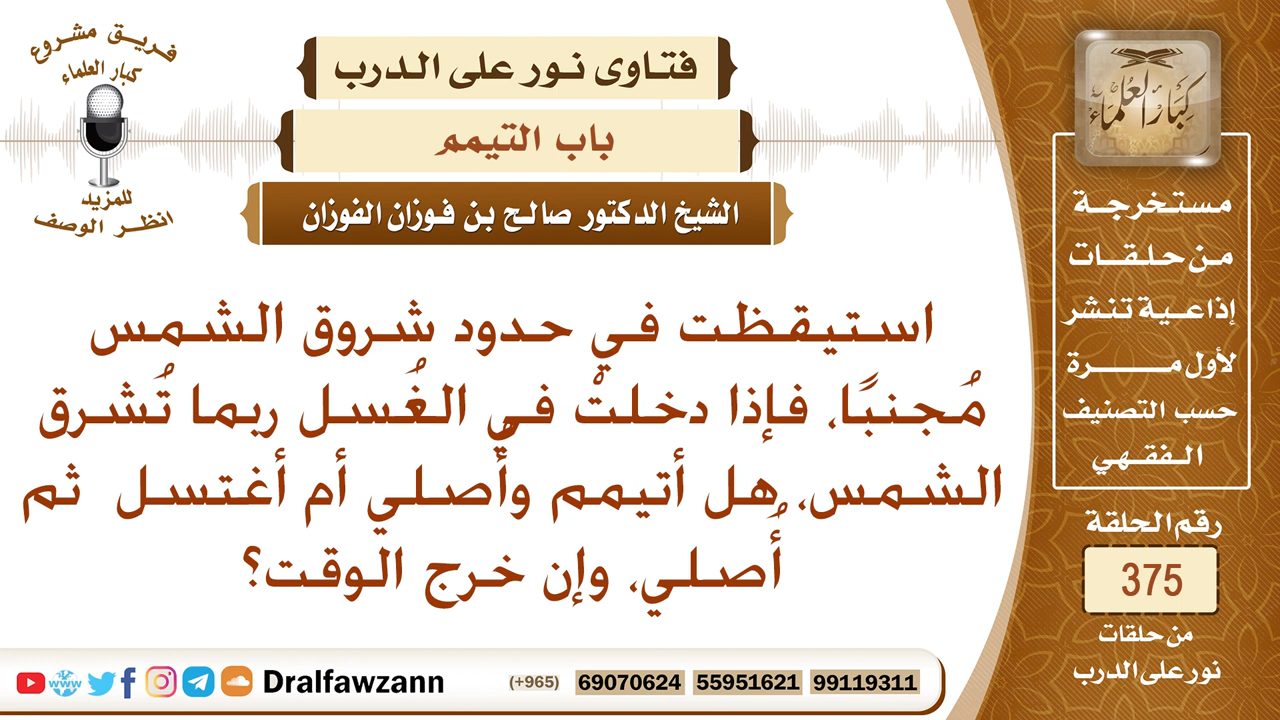 فريق مشروع
كبار العلماء
للمزيد
انظر الوصف
فتاوى نور على الدرب
باب التيمم
الشيخ الدكتور صالح بن فوزان الفوزان
استيقظت في حدود شروق الشمس
مُجنبًا، فإذا دخلتْ في الغُسل ربما تُشرق
الشمس، هل أتيمم وأُصلي أم أغتسل ثم
أُصلي، وإن خرج الوقت؟
كبار العلماء
مستخرجة
من حلقات
إذاعية تنشر
لأول مرة
حسب التصنيف
الفقهي
رقم الحلقة
375
من حلقات
نور على الدرب
www
Dralfawzann
(+965) 69070624 55951621 99119311